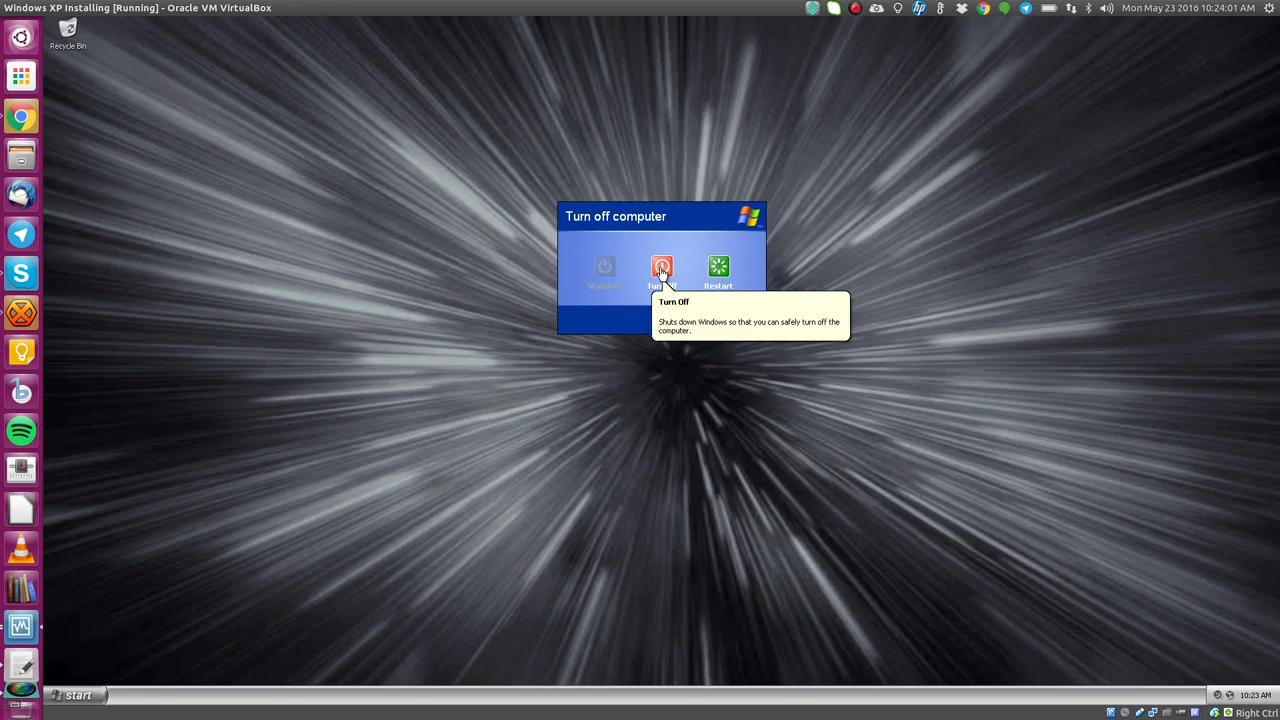 Windows XP Installing [Running] - Oracle VM VirtualBox
Mon May 23 2016 10:24:01 AM
Recycle Bin
Turn off computer
Restart
Turn Off
Shuts down Windows so that you can safely turn off the
computer.
start
10:23 AM
Right Ctrl